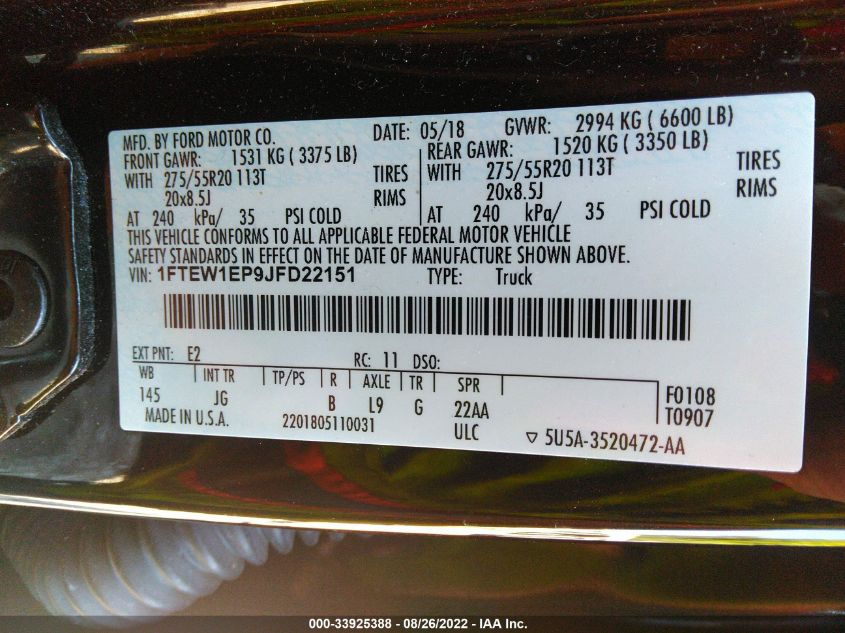 MFD. BY FORD MOTOR CO. DATE: 05/18 GVWR: 2994 KG ( 6600 LB)
FRONT GAWR: 1531 KG ( 3375 LB) REAR GAWR: 1520 KG ( 3350 LB)
WITH 275/55R20 113T TIRES WITH 275/55R20 113T TIRES
20x8.5J RIMS 20x8.5J RIMS
AT 240 kPa/ 35 PSI COLD AT 240 kPa/ 35 PSI COLD
THIS VEHICLE CONFORMS TO ALL APPLICABLE FEDERAL MOTOR VEHICLE
SAFETY STANDARDS IN EFFECT ON THE DATE OF MANUFACTURE SHOWN ABOVE.
VIN: 1FTEW1EP9JFD22151 TYPE: Truck
EXT PNT: E2 RC: 11 DSO:
WB INT TR TP/PS R AXLE TR SPR F0108
145 JG B L9 G 22AA T0907
MADE IN U.S.A. 2201805110031 ULC ▽ 5U5A-3520472-AA
000-33925388 - 08/26/2022 - IAA Inc.